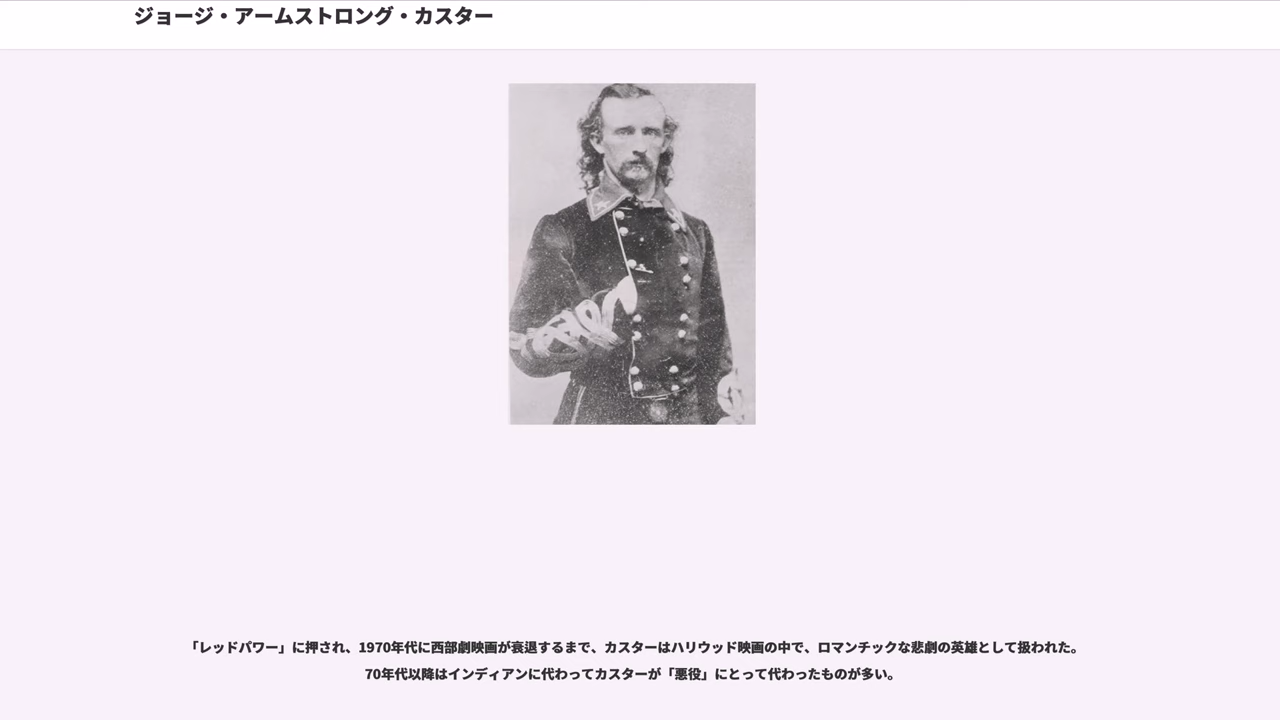 ジョージ・アームストロング・カスター
「レッドパワー」に押され、1970年代に西部劇映画が衰退するまで、カスターはハリウッド映画の中で、ロマンチックな悲劇の英雄として扱われた。
70年代以降はインディアンに代わってカスターが「悪役」にとって代わったものが多い。